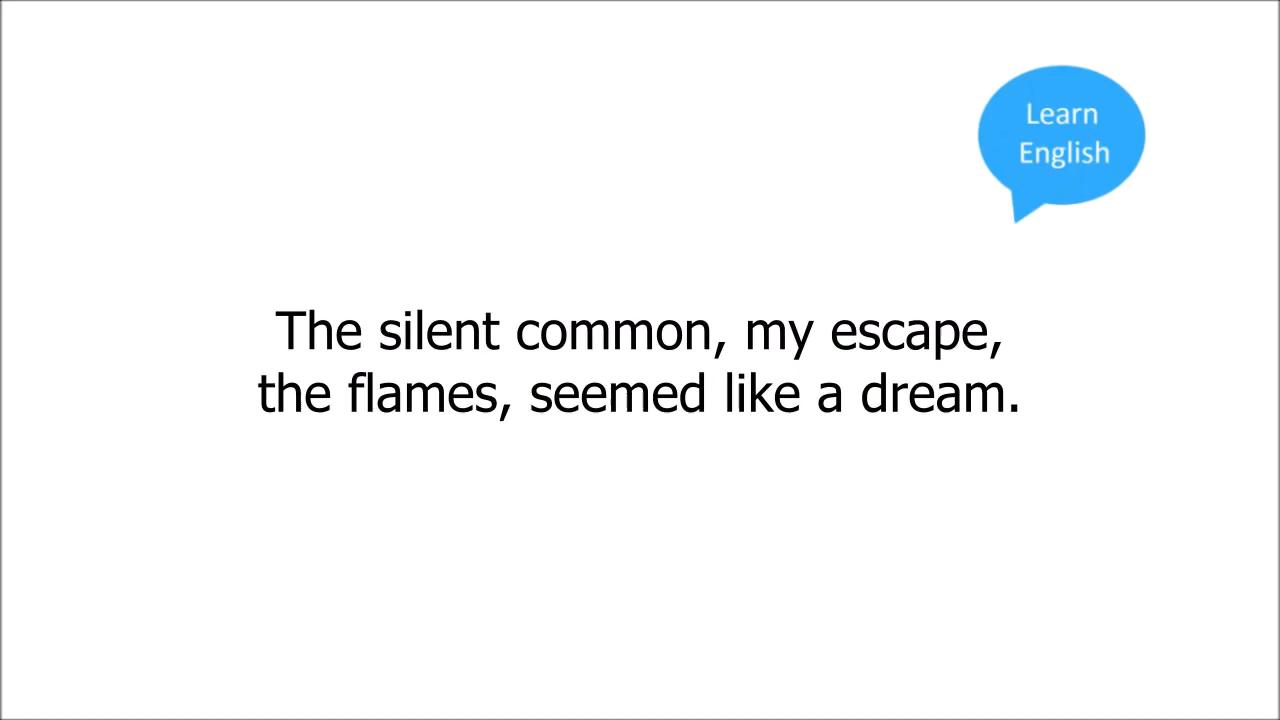 Learn
English
The silent common, my escape,
the flames, seemed like a dream.